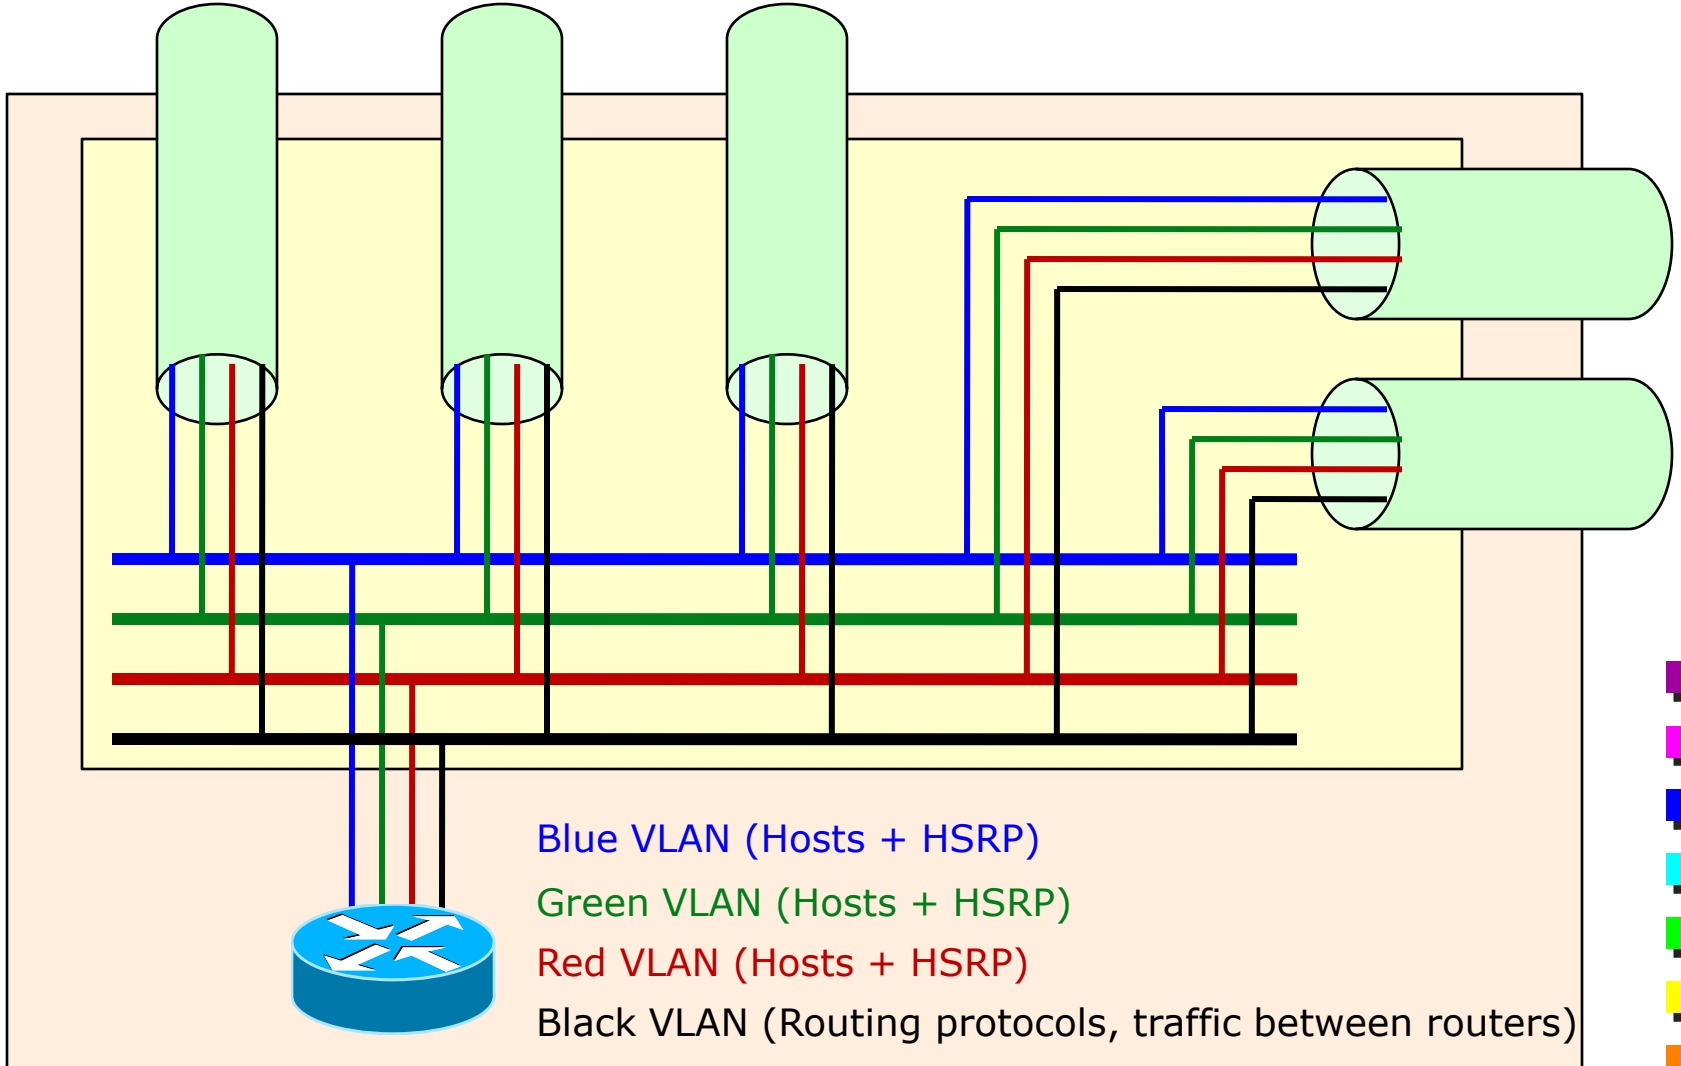 Blue VLAN (Hosts + HSRP)
Green VLAN (Hosts + HSRP)
Red VLAN (Hosts + HSRP)
Black VLAN (Routing protocols, traffic between routers)